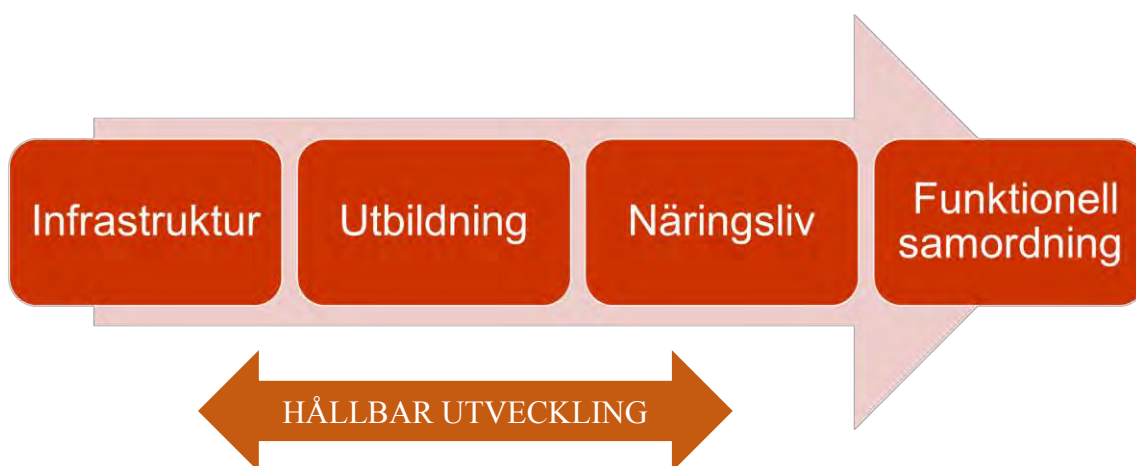 Infrastruktur
Utbildning
Näringsliv
Funktionell
samordning
HÅLLBAR UTVECKLING